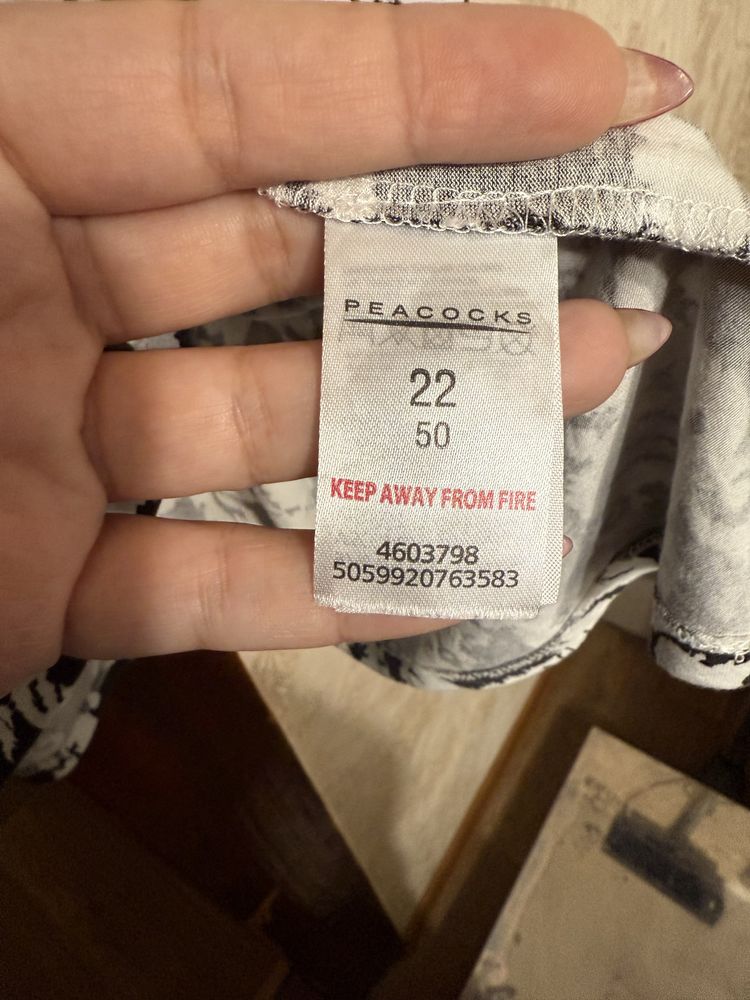 PEACOCKS
22
50
KEEP AWAY FROM FIRE
4603798
5059920763583